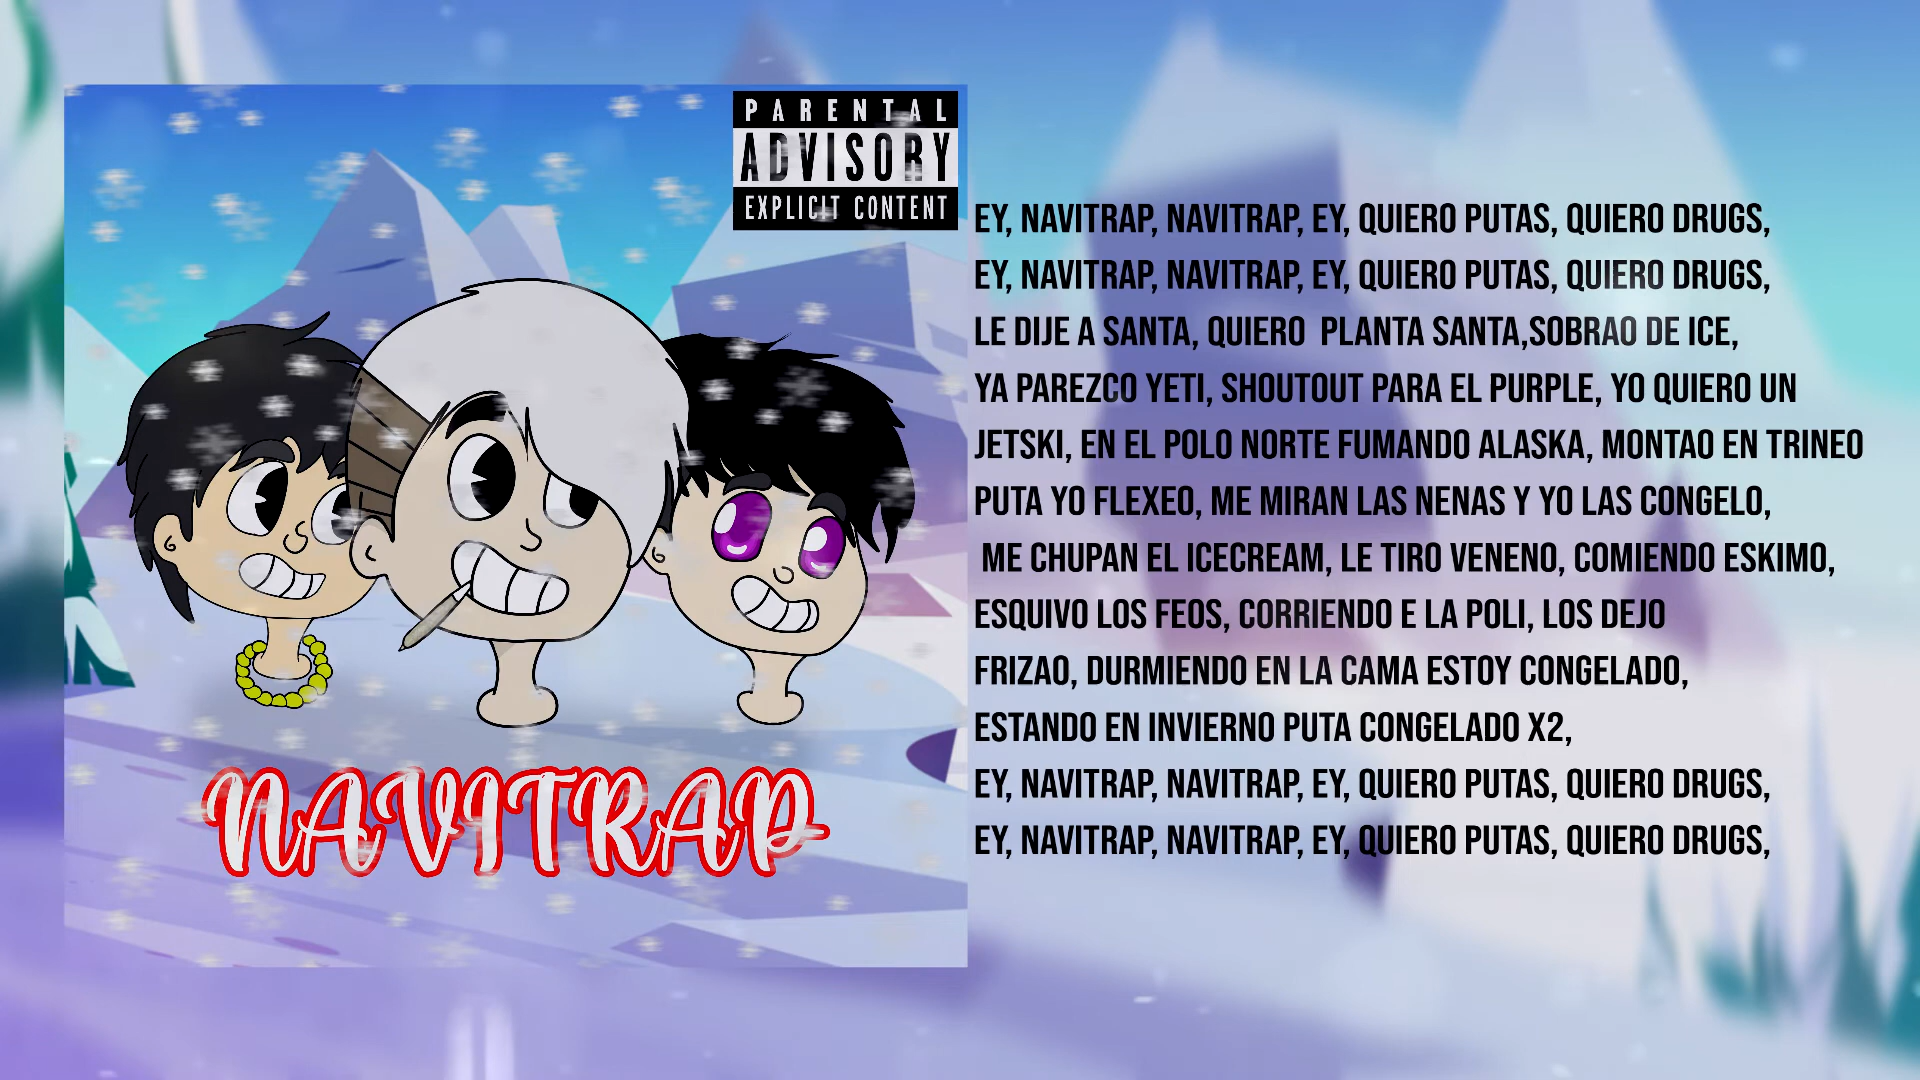 PARENTAL
ADVISORY
EXPLICIT CONTENT
NAVITRAP
EY, NAVITRAP, NAVITRAP, EY, QUIERO PUTAS, QUIERO DRUGS,
EY, NAVITRAP, NAVITRAP, EY, QUIERO PUTAS, QUIERO DRUGS,
LE DIJE A SANTA, QUIERO  PLANTA SANTA,SOBRAO DE ICE,
YA PAREZCO YETI, SHOUTOUT PARA EL PURPLE, YO QUIERO UN
JETSKI, EN EL POLO NORTE FUMANDO ALASKA, MONTAO EN TRINEO
PUTA YO FLEXEO, ME MIRAN LAS NENAS Y YO LAS CONGELO,
ME CHUPAN EL ICECREAM, LE TIRO VENENO, COMIENDO ESKIMO,
ESQUIVO LOS FEOS, CORRIENDO E LA POLI, LOS DEJO
FRIZAO, DURMIENDO EN LA CAMA ESTOY CONGELADO,
ESTANDO EN INVIERNO PUTA CONGELADO X2,
EY, NAVITRAP, NAVITRAP, EY, QUIERO PUTAS, QUIERO DRUGS,
EY, NAVITRAP, NAVITRAP, EY, QUIERO PUTAS, QUIERO DRUGS,